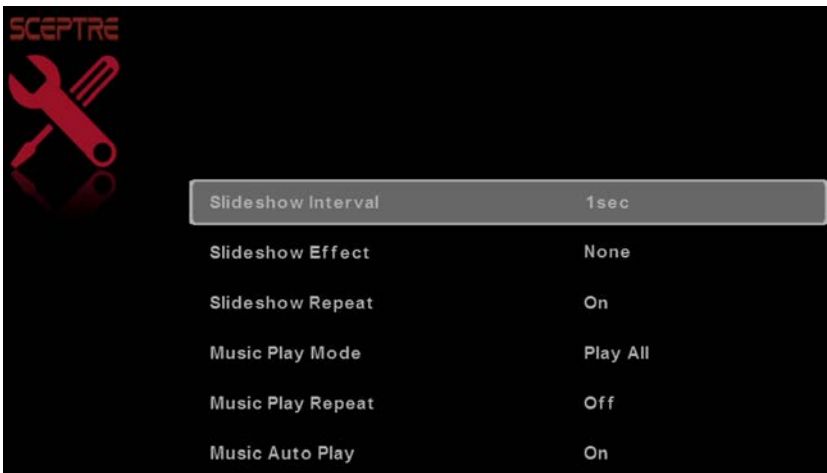 SCEPTRE
Slideshow Interval 1sec
Slideshow Effect None
Slideshow Repeat On
Music Play Mode Play All
Music Play Repeat Off
Music Auto Play On